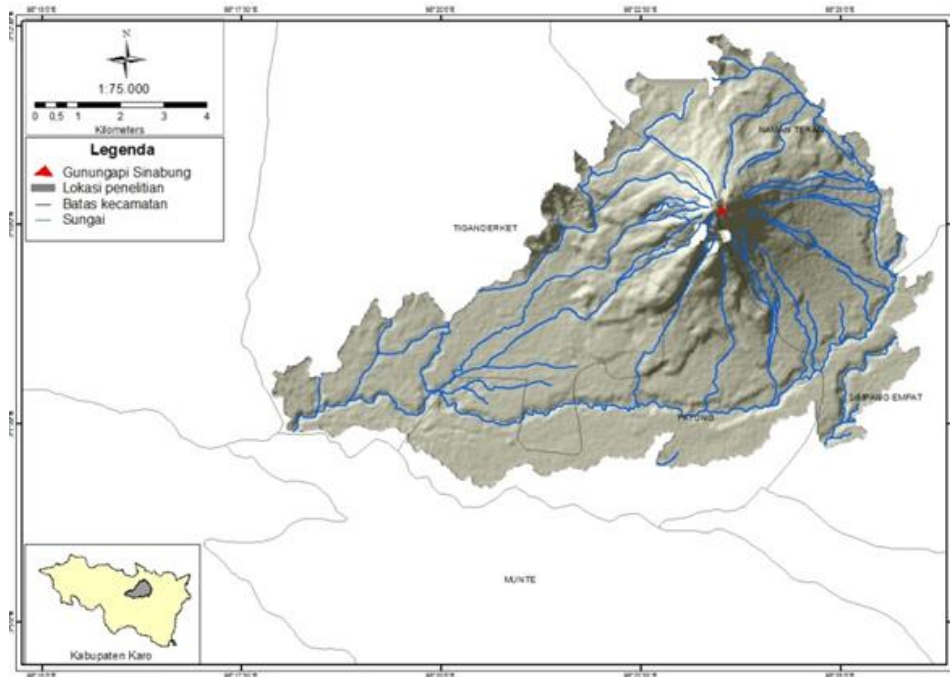 N
1:75.000
0 0,5 1 2 3 4
Kilometers
Legenda
Gunungapi Sinabung
Lokasi penelitian
Batas kecamatan
Sungai
NAMAN TERAN
TIGANDERKET
SIMPANG EMPAT
PAYUNG
MUNTE
Kabupaten Karo